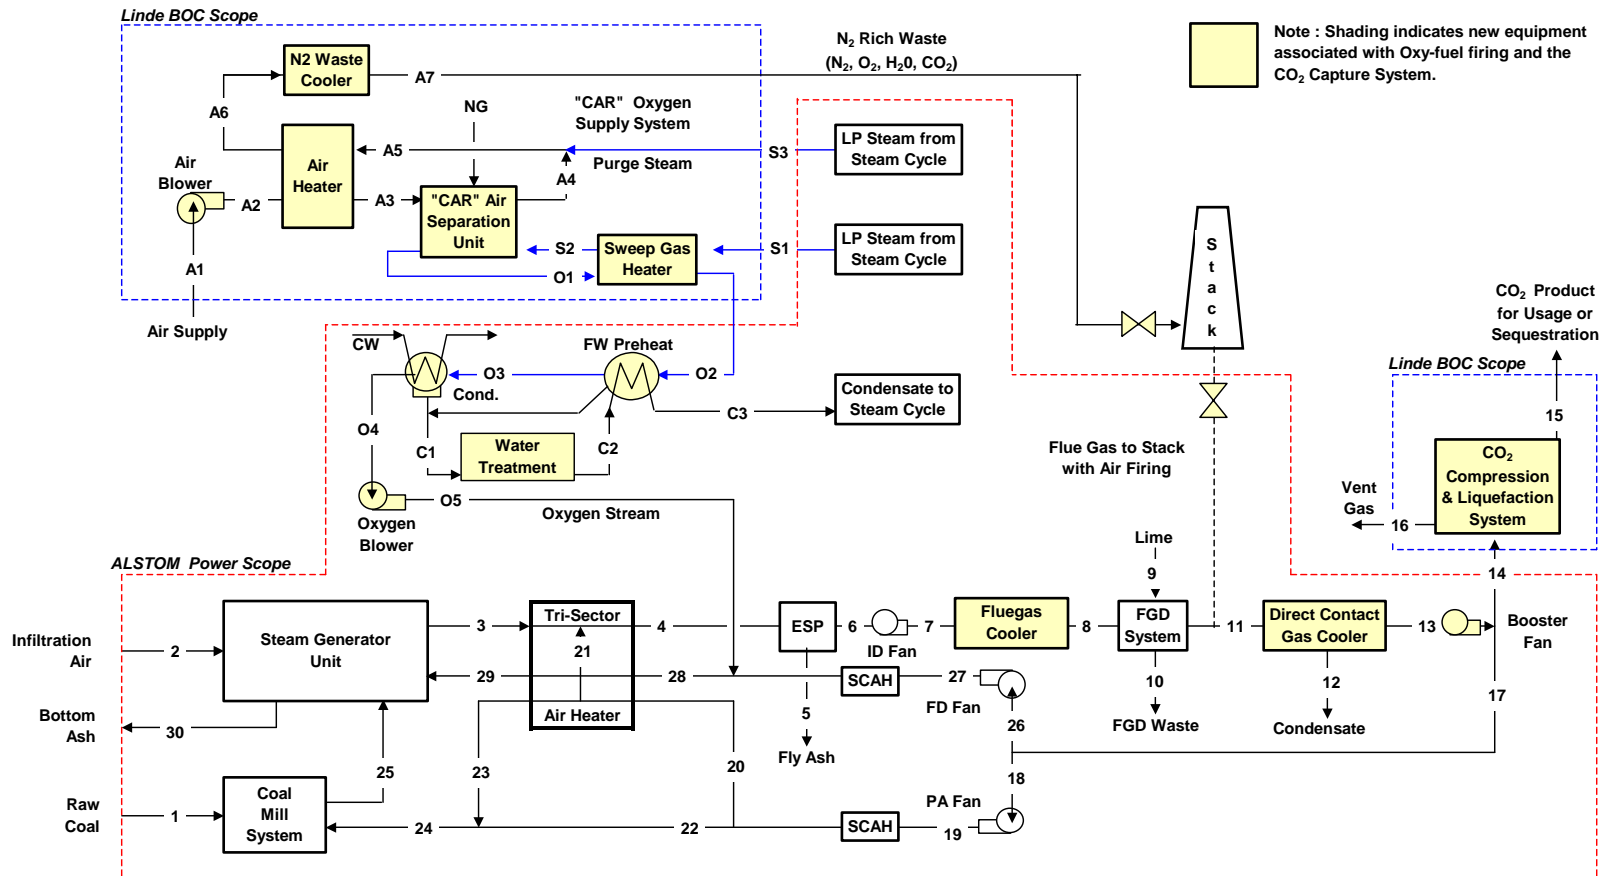 Linde BOC Scope
N2 Waste
Cooler
A7
N2 Rich Waste
(N2, O2, H20, CO2)
Note : Shading indicates new equipment
associated with Oxy-fuel firing and the
CO2 Capture System.
A6
NG
"CAR" Oxygen
Supply System
Air
Heater
A5
Purge Steam
S3
LP Steam from
Steam Cycle
Air
Blower
A2
A3
A4
"CAR" Air
Separation
Unit
S2
Sweep Gas
Heater
S1
LP Steam from
Steam Cycle
O1
A1
Air Supply
Stack
CO2 Product
for Usage or
Sequestration
CW
FW Preheat
O3
Cond.
O2
Linde BOC Scope
Condensate to
Steam Cycle
C3
15
O4
C1
Water
Treatment
C2
Flue Gas to Stack
with Air Firing
CO2
Compression
& Liquefaction
System
Vent
Gas
16
O5
Oxygen Stream
Oxygen
Blower
Lime
9
14
ALSTOM Power Scope
Infiltration
Air
2
Steam Generator
Unit
3
Tri-Sector
21
Air Heater
4
ESP
6
ID Fan
7
Fluegas
Cooler
8
FGD
System
11
Direct Contact
Gas Cooler
13
Booster
Fan
29
28
SCAH
27
FD Fan
5
Fly Ash
10
FGD Waste
12
Condensate
17
26
Bottom
Ash
30
25
23
20
18
Raw
Coal
1
Coal
Mill
System
24
22
SCAH
PA Fan
19